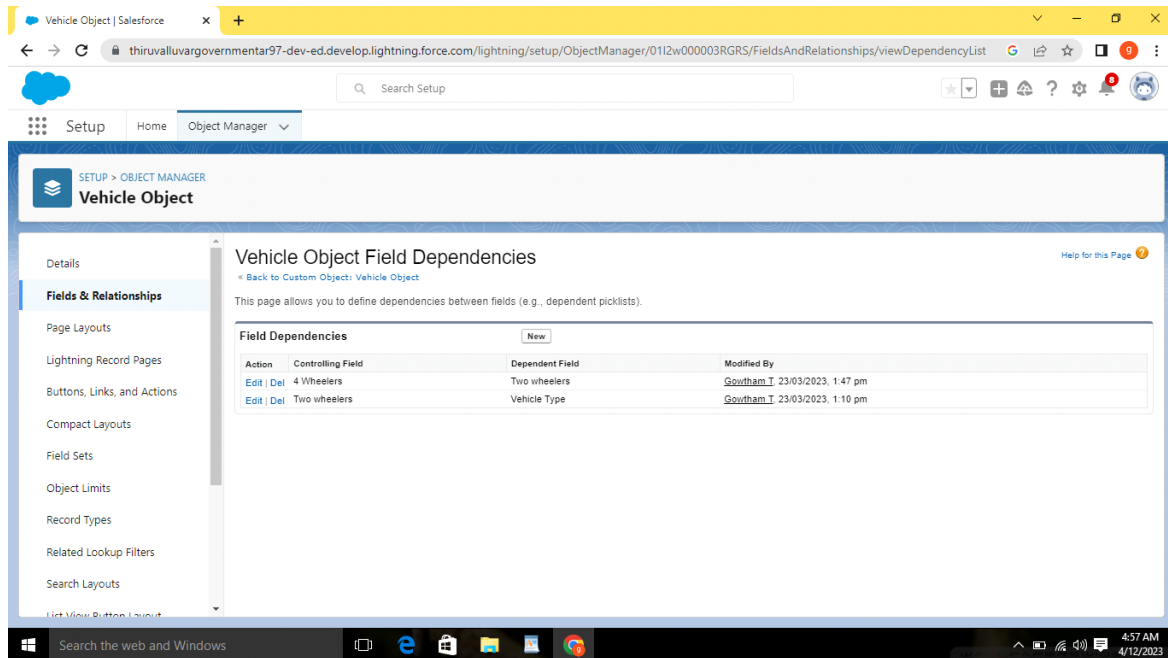 Vehicle Object | Salesforce
thiruvalluvargovernmentar97-dev-ed.develop.lightning.force.com/lightning/setup/ObjectManager/01I2w000003RGRS/FieldsAndRelationships/viewDependencyList
G
g
Search Setup
8
Setup Home Object Manager
SETUP > OBJECT MANAGER
Vehicle Object
Details
Fields & Relationships
Page Layouts
Lightning Record Pages
Buttons, Links, and Actions
Compact Layouts
Field Sets
Object Limits
Record Types
Related Lookup Filters
Search Layouts
List View Button Layout
Vehicle Object Field Dependencies
Help for this Page ?
« Back to Custom Object: Vehicle Object
This page allows you to define dependencies between fields (e.g., dependent picklists).
Field Dependencies New
Action Controlling Field Dependent Field Modified By
Edit | Del 4 Wheelers Two wheelers Gowtham T, 23/03/2023, 1:47 pm
Edit | Del Two wheelers Vehicle Type Gowtham T, 23/03/2023, 1:10 pm
Search the web and Windows
4:57 AM
4/12/2023